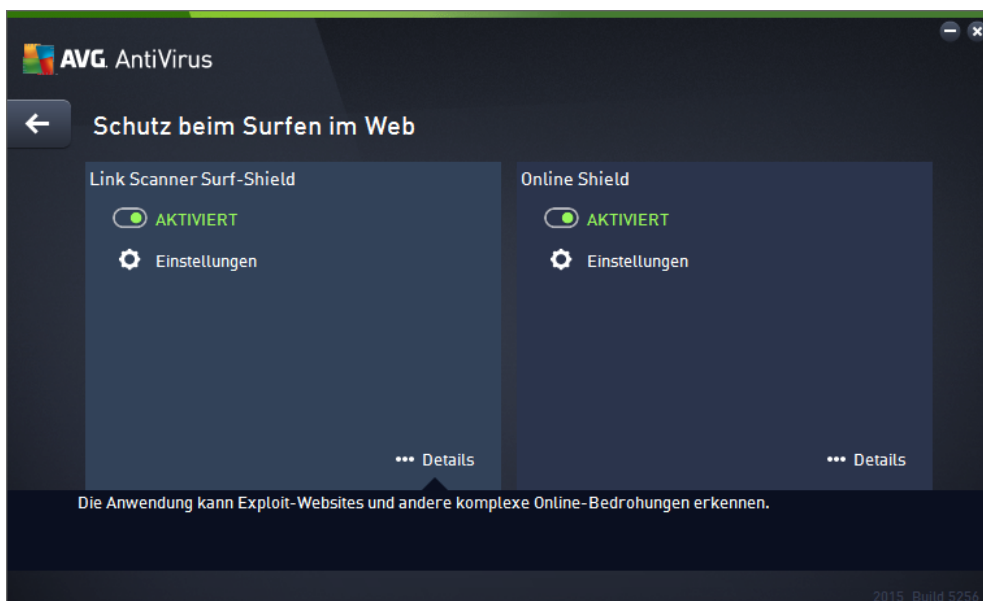 AVG. AntiVirus
Schutz beim Surfen im Web
Link Scanner Surf-Shield
AKTIVIERT
Einstellungen
Details
Online Shield
AKTIVIERT
Einstellungen
Details
Die Anwendung kann Exploit-Websites und andere komplexe Online-Bedrohungen erkennen.
2015 Build 5256